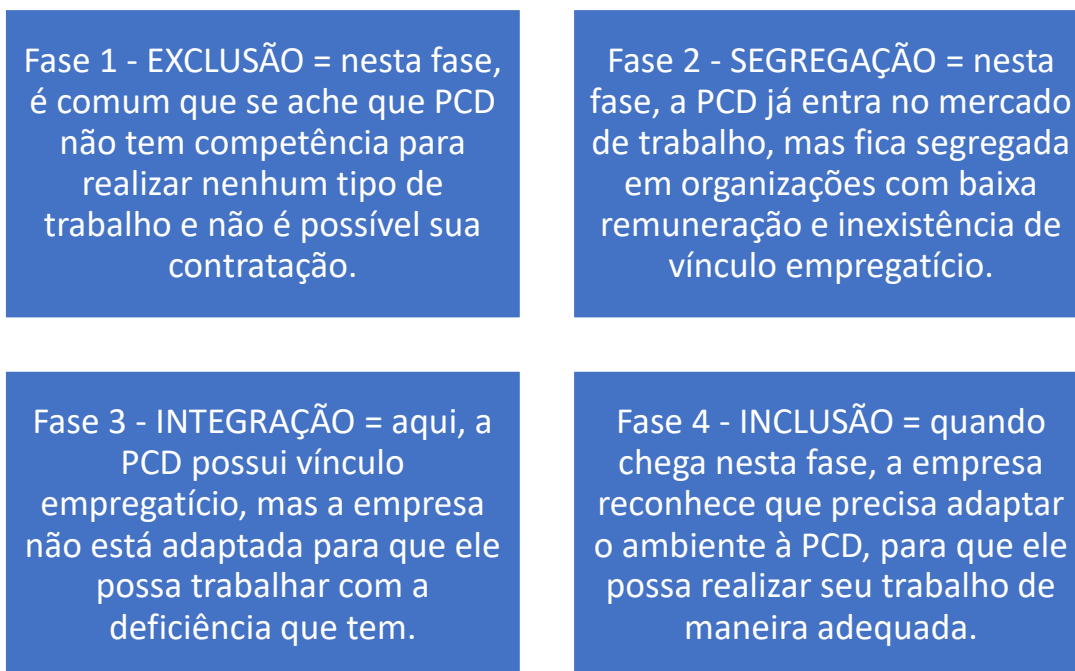 Fase 1 - EXCLUSÃO = nesta fase,
é comum que se ache que PCD
não tem competência para
realizar nenhum tipo de
trabalho e não é possível sua
contratação.
Fase 2 - SEGREGAÇÃO = nesta
fase, a PCD já entra no mercado
de trabalho, mas fica segregada
em organizações com baixa
remuneração e inexistência de
vínculo empregatício.
Fase 3 - INTEGRAÇÃO = aqui, a
PCD possui vínculo
empregatício, mas a empresa
não está adaptada para que ele
possa trabalhar com a
deficiência que tem.
Fase 4 - INCLUSÃO = quando
chega nesta fase, a empresa
reconhece que precisa adaptar
o ambiente à PCD, para que ele
possa realizar seu trabalho de
maneira adequada.